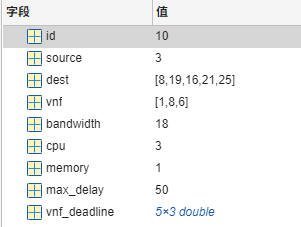 字段 值
id 10
source 3
dest [8,19,16,21,25]
vnf [1,8,6]
bandwidth 18
cpu 3
memory 1
max_delay 50
vnf_deadline 5×3 double